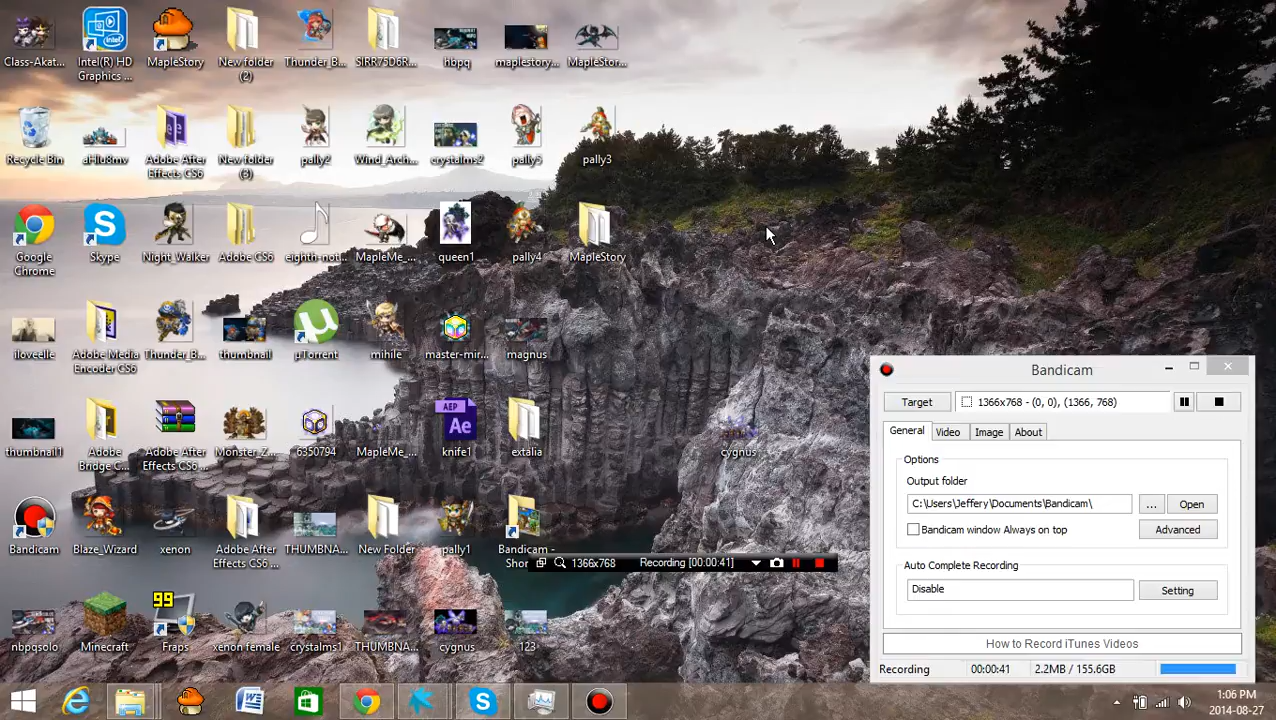 Class-Akat...
Intel(R) HD
Graphics ...
MapleStory
New folder
(2)
Thunder_B...
SIRR75D6R...
hbpq
maplestory...
MapleStor...
Recycle Bin
aHlu8mv
Adobe After
Effects CS6
New folder
(3)
pally2
Wind_Arch...
crystalms2
pally5
pally3
Google
Chrome
Skype
Night_Walker
Adobe CS6
eighth-not...
MapleMe_...
queen1
pally4
MapleStory
iloveelle
Adobe Media
Encoder CS6
Thunder_B...
thumbnail
µTorrent
mihile
master-mir...
magnus
thumbnail1
Adobe
Bridge C...
Adobe After
Effects CS6...
Monster_Z...
6350794
MapleMe_...
AEP
Ae
knife1
extalia
cygnus
Bandicam
Blaze_Wizard
xenon
Adobe After
Effects CS6 ...
THUMBNA...
New Folder
pally1
Bandicam -
Shor
nbpqsolo
Minecraft
99
Fraps
xenon female
crystalms1
THUMBNA...
cygnus
123
1366x768
Recording [00:00:41]
Bandicam
Target
1366x768 - (0, 0), (1366, 768)
General
Video
Image
About
Options
Output folder
C:\Users\Jeffery\Documents\Bandicam\
...
Open
Bandicam window Always on top
Advanced
Auto Complete Recording
Disable
Setting
How to Record iTunes Videos
Recording
00:00:41
2.2MB / 155.6GB
1:06 PM
2014-08-27